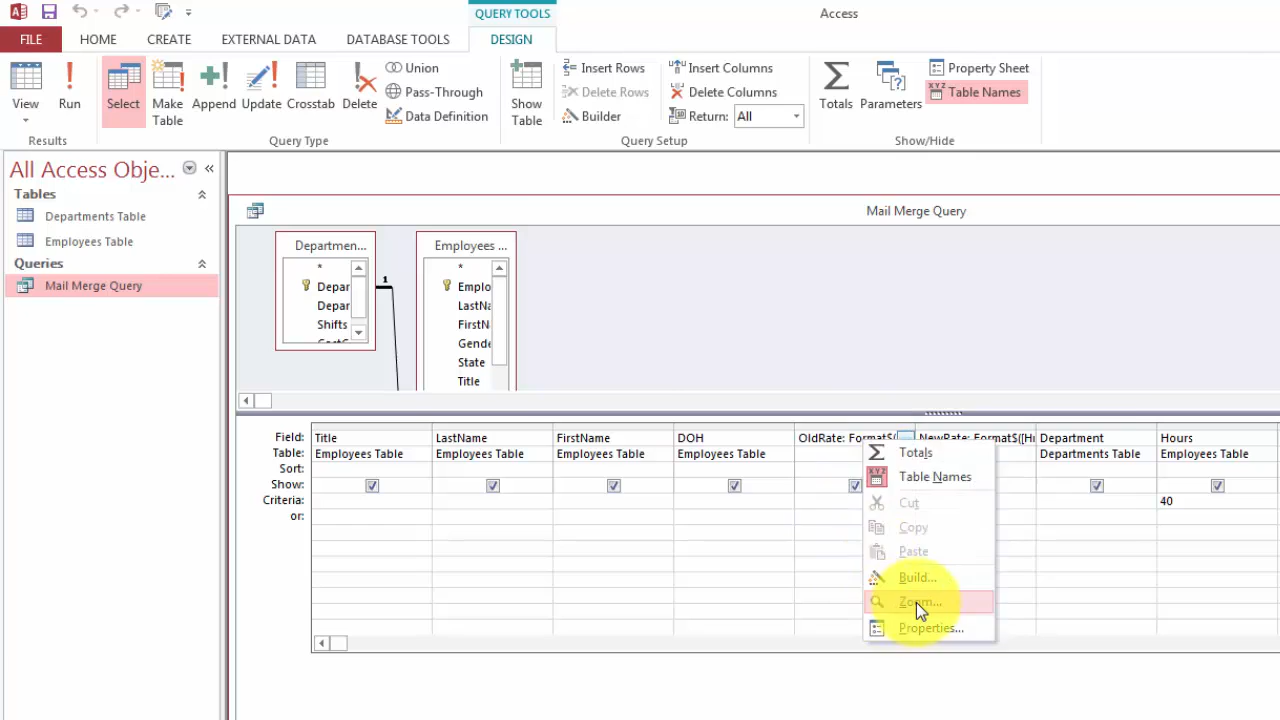 QUERY TOOLS
Access
FILE
HOME
CREATE
EXTERNAL DATA
DATABASE TOOLS
DESIGN
View
Run
Results
Select
Make Table
Append
Update
Crosstab
Delete
Union
Pass-Through
Data Definition
Query Type
Show Table
Insert Rows
Delete Rows
Builder
Insert Columns
Delete Columns
Return: All
Query Setup
Totals
Parameters
Property Sheet
XYZ Table Names
Show/Hide
All Access Obje...
Tables
Departments Table
Employees Table
Queries
Mail Merge Query
Mail Merge Query
Departmen...
*
Depar
Depar
Shifts
1
Employees ...
*
Emplo
LastNa
FirstN
Gende
State
Title
Field: Title LastName FirstName DOH OldRate: Format$( NewRate: Format$([H Department Hours
Table: Employees Table Employees Table Employees Table Employees Table Departments Table Employees Table
Sort:
Show:
Criteria: 40
or:
Totals
XYZ Table Names
Cut
Copy
Paste
Build...
Zoom...
Properties...